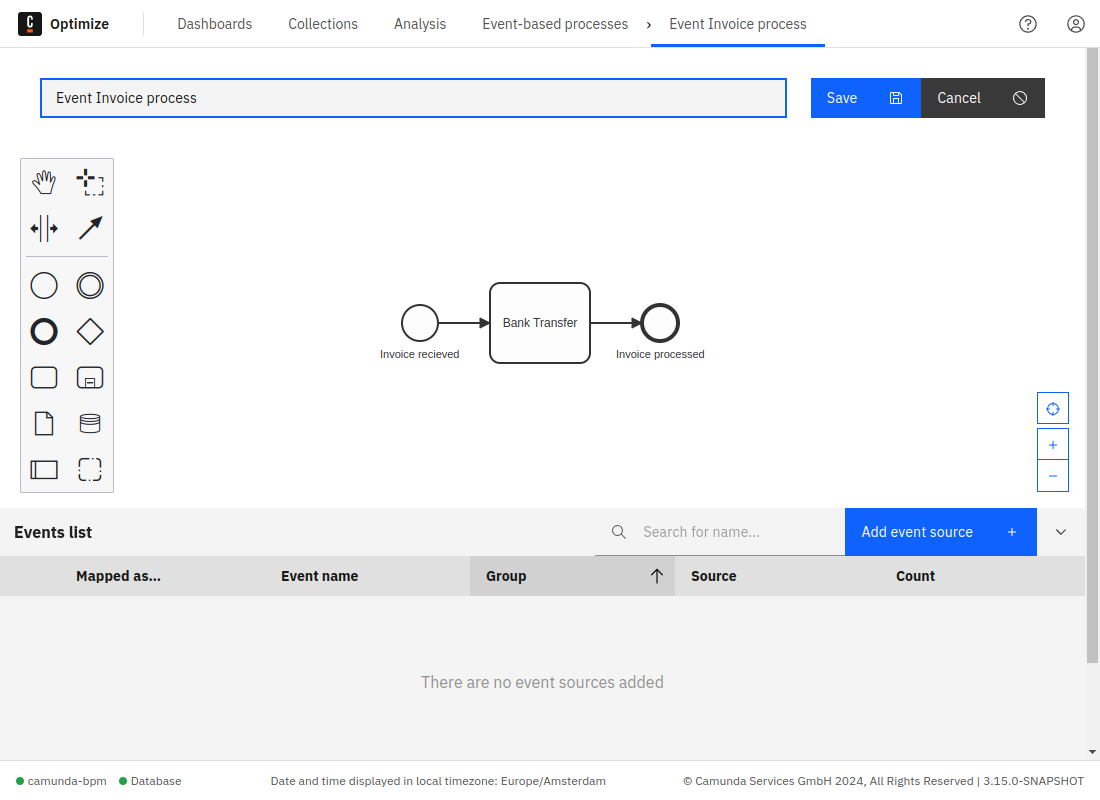 C Optimize Dashboards Collections Analysis Event-based processes › Event Invoice process
Event Invoice process Save Cancel
Bank Transfer
Invoice recieved Invoice processed
Events list Search for name... Add event source +
Mapped as... Event name Group Source Count
There are no event sources added
camunda-bpm Database Date and time displayed in local timezone: Europe/Amsterdam © Camunda Services GmbH 2024, All Rights Reserved | 3.15.0-SNAPSHOT